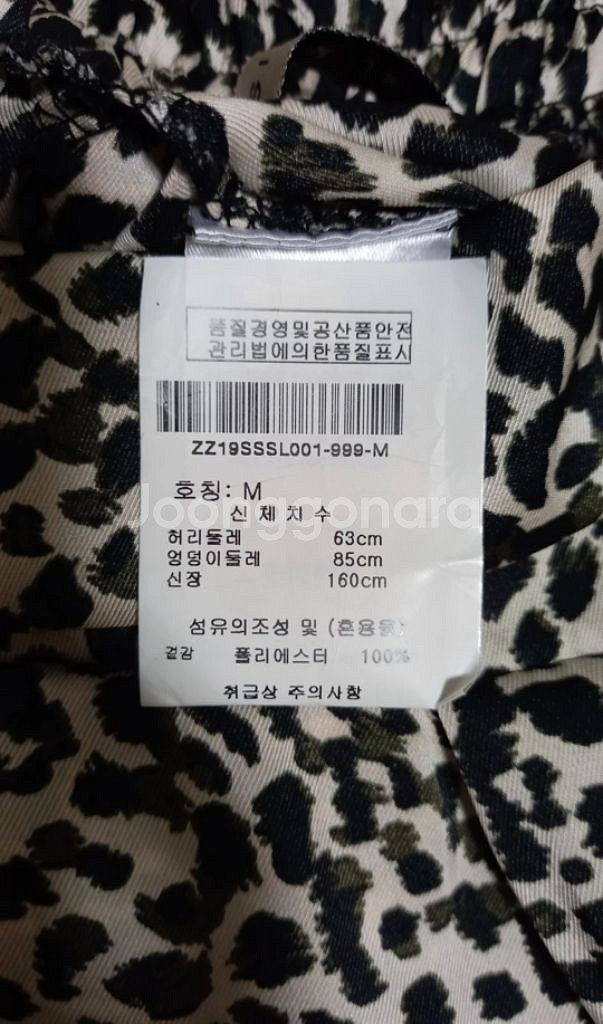 품질경영및공산품안전
관리법에의한품질표시
ZZ19SSSL001-999-M
호칭: M
Joonggonara
신체치수
허리둘레 63cm
엉덩이둘레 85cm
신장 160cm
섬유의조성 및 (혼용율)
겉감 폴리에스터 100%
취급상 주의사항